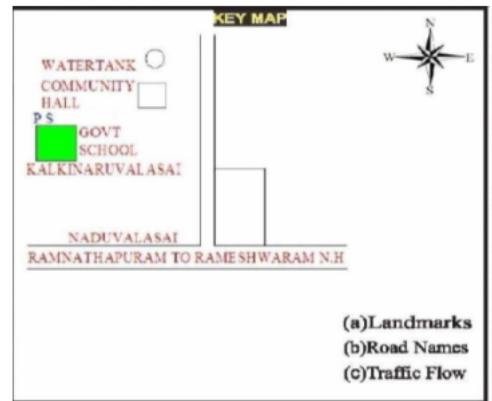 KEY MAP
N
W E
S
WATERTANK
COMMUNITY
HALL
P S
GOVT
SCHOOL
KALKINARUVALASAI
NADUVALASAI
RAMNATHAPURAM TO RAMESHWARAM N.H
(a)Landmarks
(b)Road Names
(c)Traffic Flow